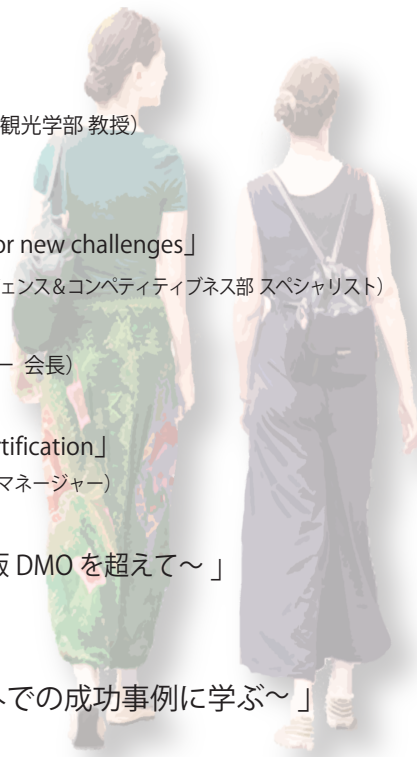 観光学部 教授）
or new challenges」
ェンス＆コンペティティブネス部 スペシャリスト）
ー 会長）
rtification」
マネージャー）
版 DMO を超えて～ 」
トでの成功事例に学ぶ～ 」